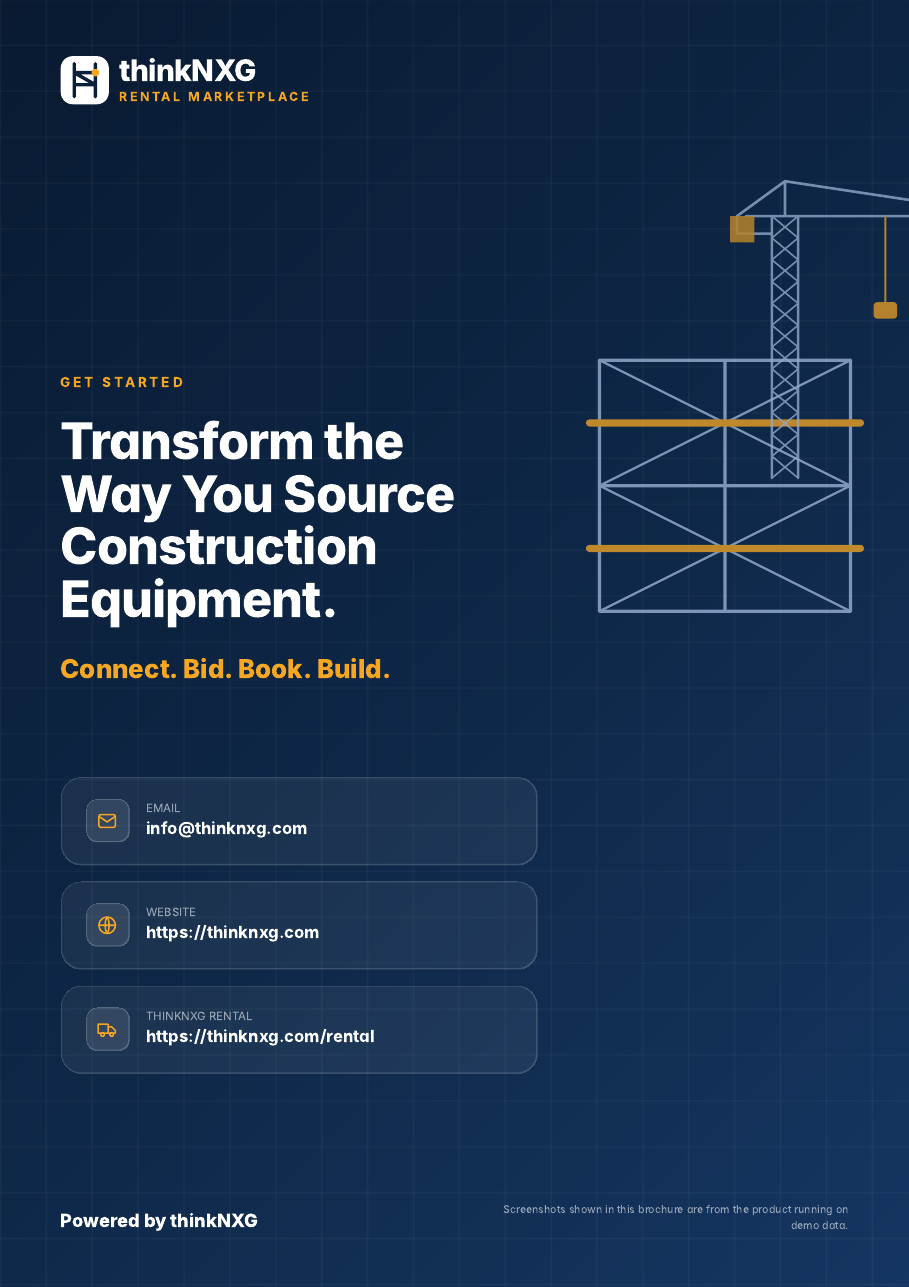 thinkNXG
RENTAL MARKETPLACE
GET STARTED
Transform the
Way You Source
Construction
Equipment.
Connect. Bid. Book. Build.
EMAIL
info@thinknxg.com
WEBSITE
https://thinknxg.com
THINKNXG RENTAL
https://thinknxg.com/rental
Powered by thinkNXG
Screenshots shown in this brochure are from the product running on
demo data.